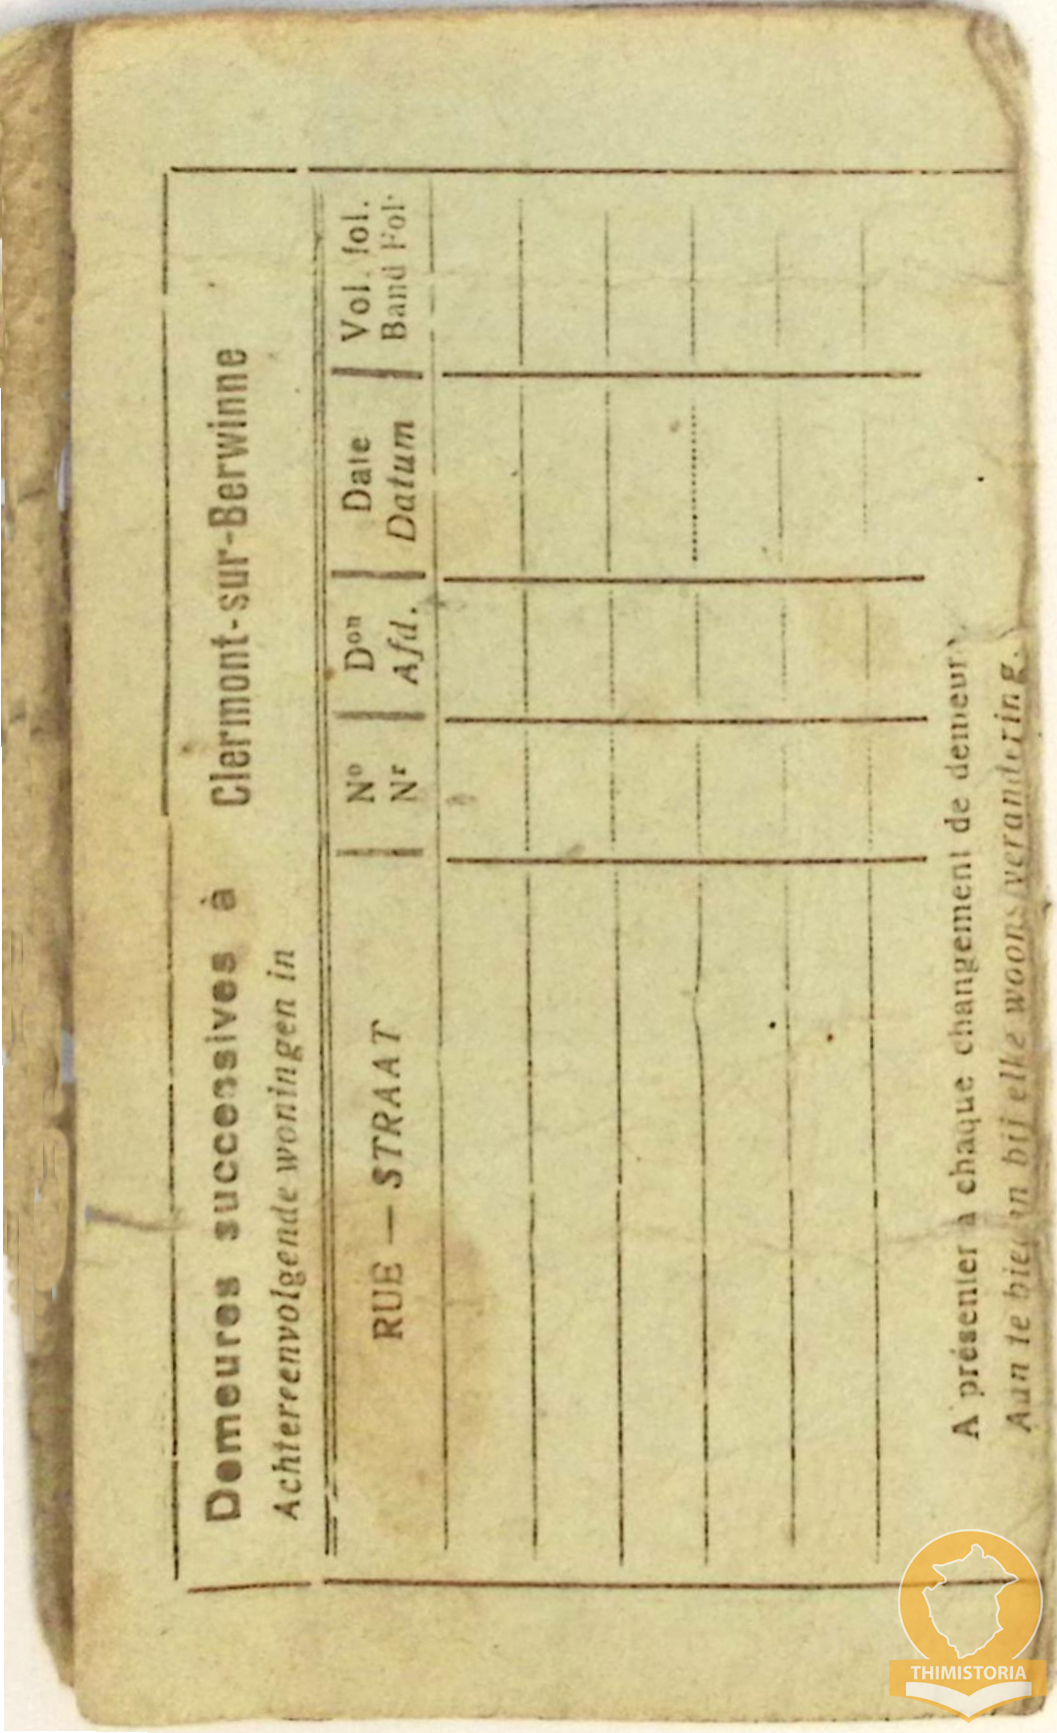 Demeures successives à Clermont-sur-Berwinne
Achtereenvolgende woningen in
RUE — STRAAT
Nº
Nr
Don
Afd.
Date
Datum
Vol. fol.
Band Fol.
A présenter à chaque changement de demeure.
Aan te bieden bij elke woonsverandering.
THIMISTORIA